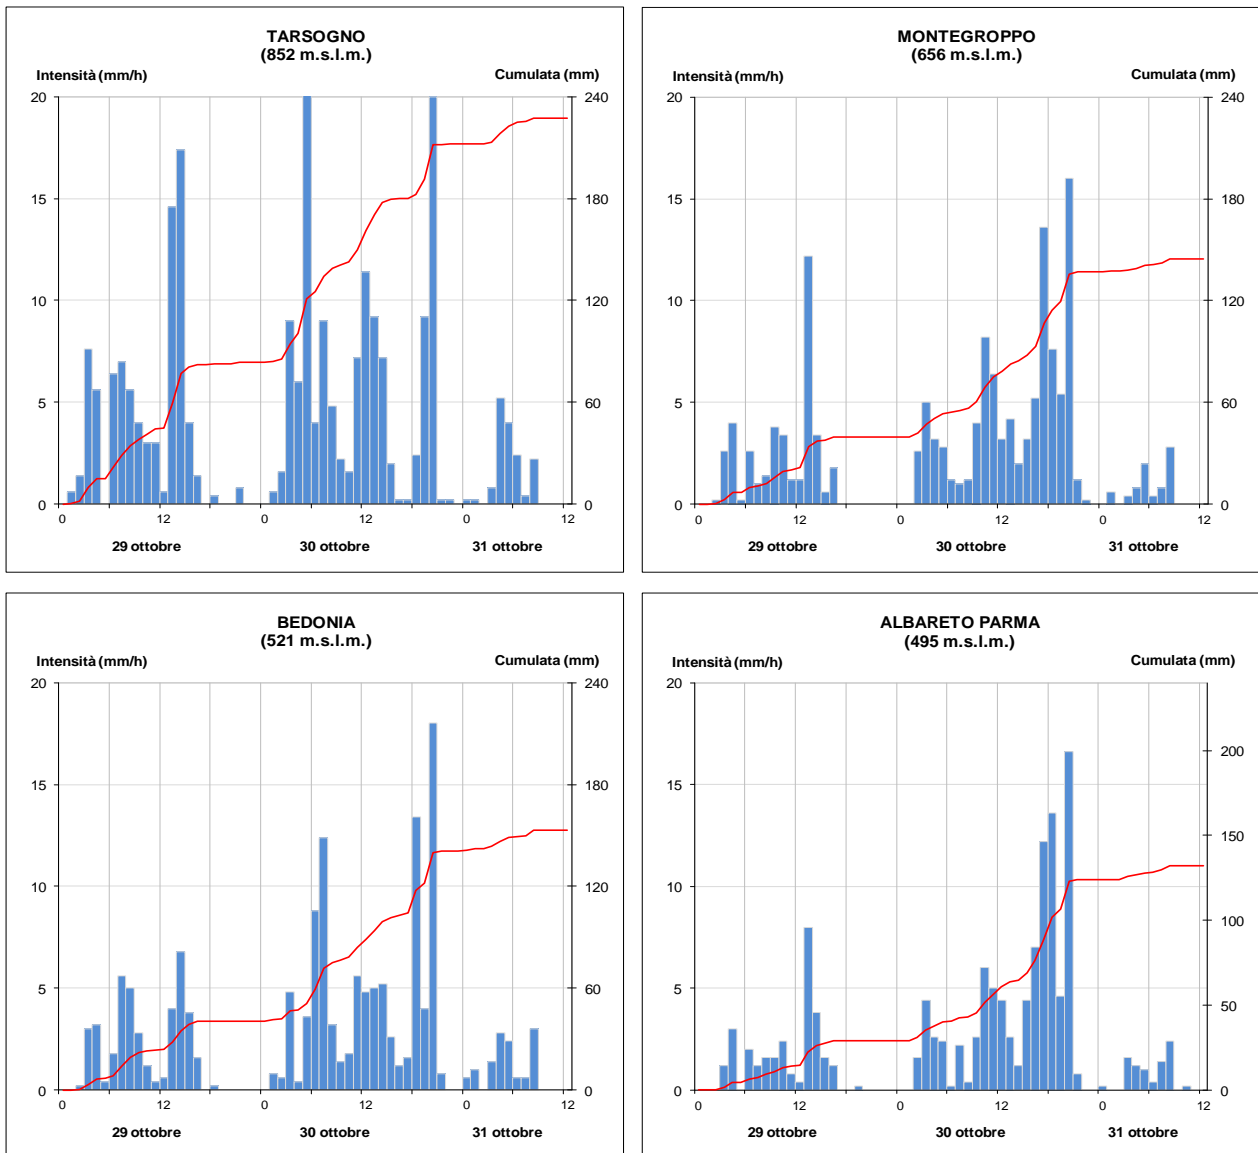 TARSOGNO
(852 m.s.l.m.)
Intensità (mm/h)
Cumulata (mm)
20
15
10
5
0
240
180
120
60
0
0
12
0
12
0
12
29 ottobre
30 ottobre
31 ottobre
MONTEGROPPO
(656 m.s.l.m.)
Intensità (mm/h)
Cumulata (mm)
20
15
10
5
0
240
180
120
60
0
0
12
0
12
0
12
29 ottobre
30 ottobre
31 ottobre
BEDONIA
(521 m.s.l.m.)
Intensità (mm/h)
Cumulata (mm)
20
15
10
5
0
240
180
120
60
0
0
12
0
12
0
12
29 ottobre
30 ottobre
31 ottobre
ALBARETO PARMA
(495 m.s.l.m.)
Intensità (mm/h)
Cumulata (mm)
20
15
10
5
0
200
150
100
50
0
0
12
0
12
0
12
29 ottobre
30 ottobre
31 ottobre